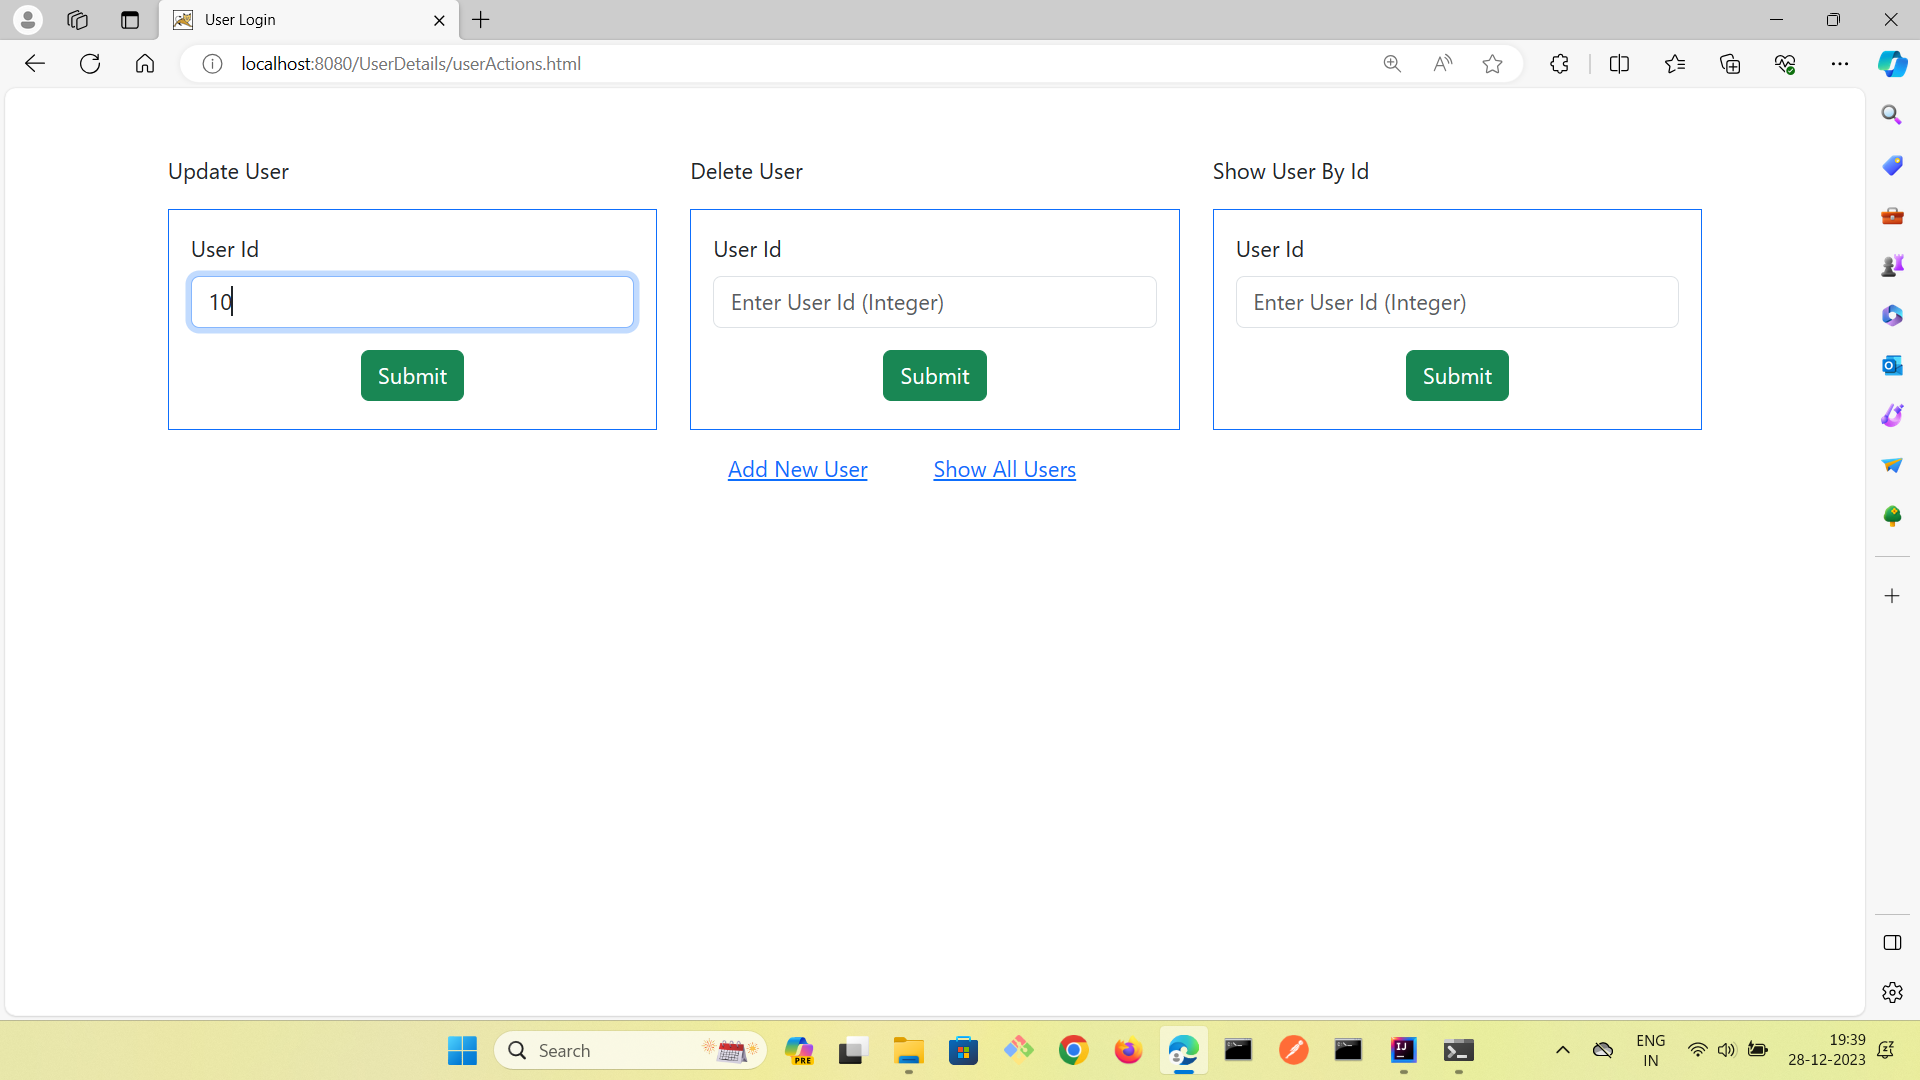 User Login
localhost:8080/UserDetails/userActions.html
Update User
Delete User
Show User By Id
User Id
User Id
User Id
10
Enter User Id (Integer)
Enter User Id (Integer)
Submit
Submit
Submit
Add New User
Show All Users
Search
PRE
IJ
ENG
IN
19:39
28-12-2023